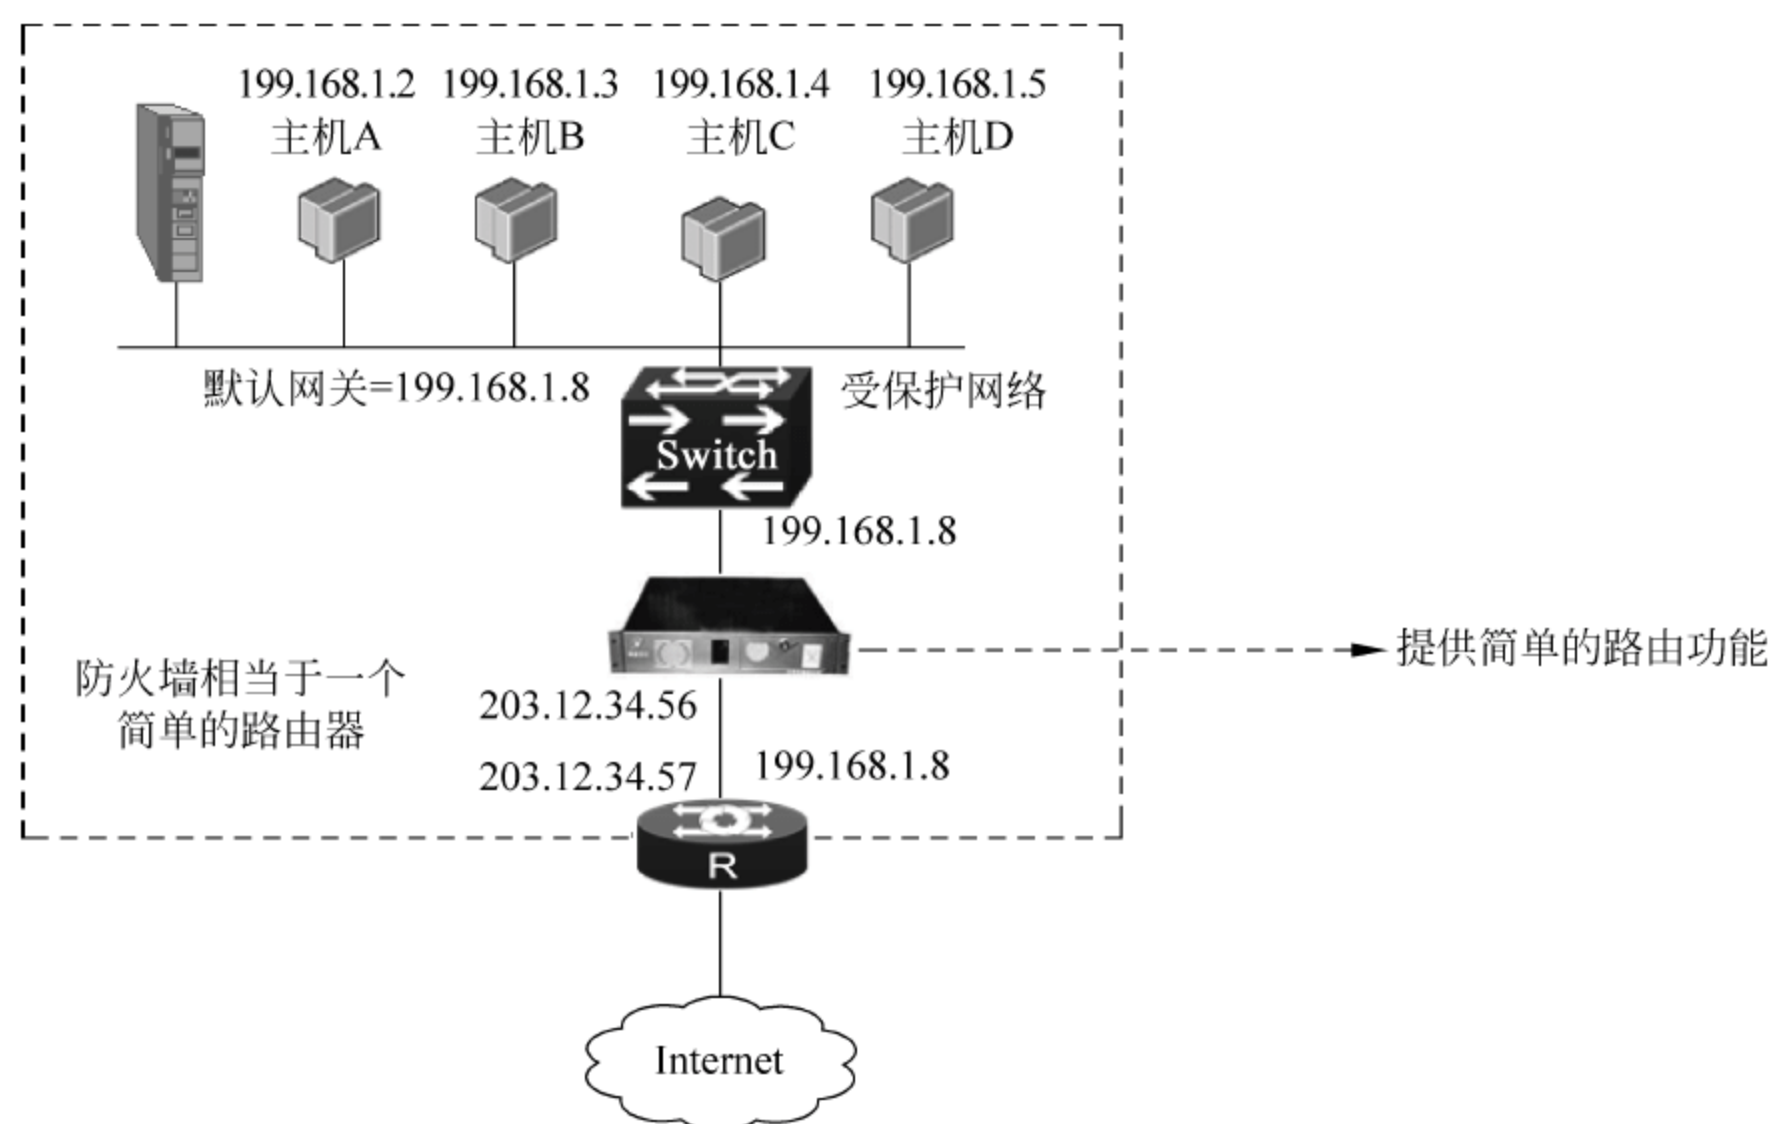 199.168.1.2 199.168.1.3 199.168.1.4 199.168.1.5
主机A 主机B 主机C 主机D
默认网关=199.168.1.8 受保护网络
Switch
199.168.1.8
提供简单的路由功能
防火墙相当于一个
简单的路由器
203.12.34.56
203.12.34.57 199.168.1.8
R
Internet